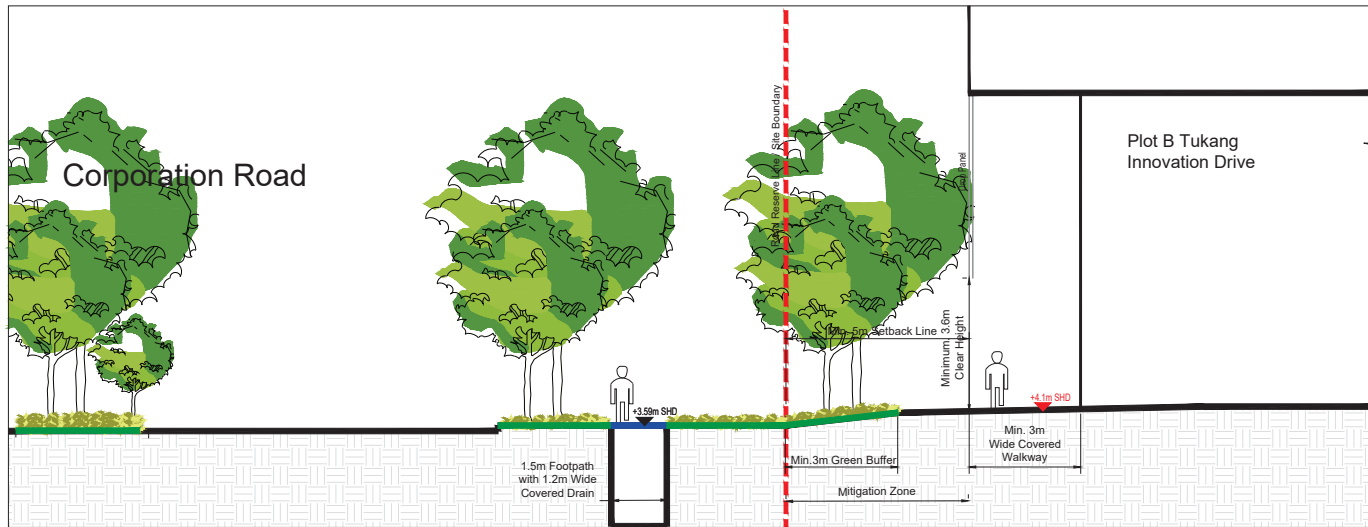 Corporation Road
Road Reserve Line / Site Boundary
Drop Panel
Plot B Tukang
Innovation Drive
Min. 5m Setback Line
Minimum. 3.6m
Clear Height
+3.59m SHD
+4.1m SHD
1.5m Footpath
with 1.2m Wide
Covered Drain
Min.3m Green Buffer
Mitigation Zone
Min. 3m
Wide Covered
Walkway